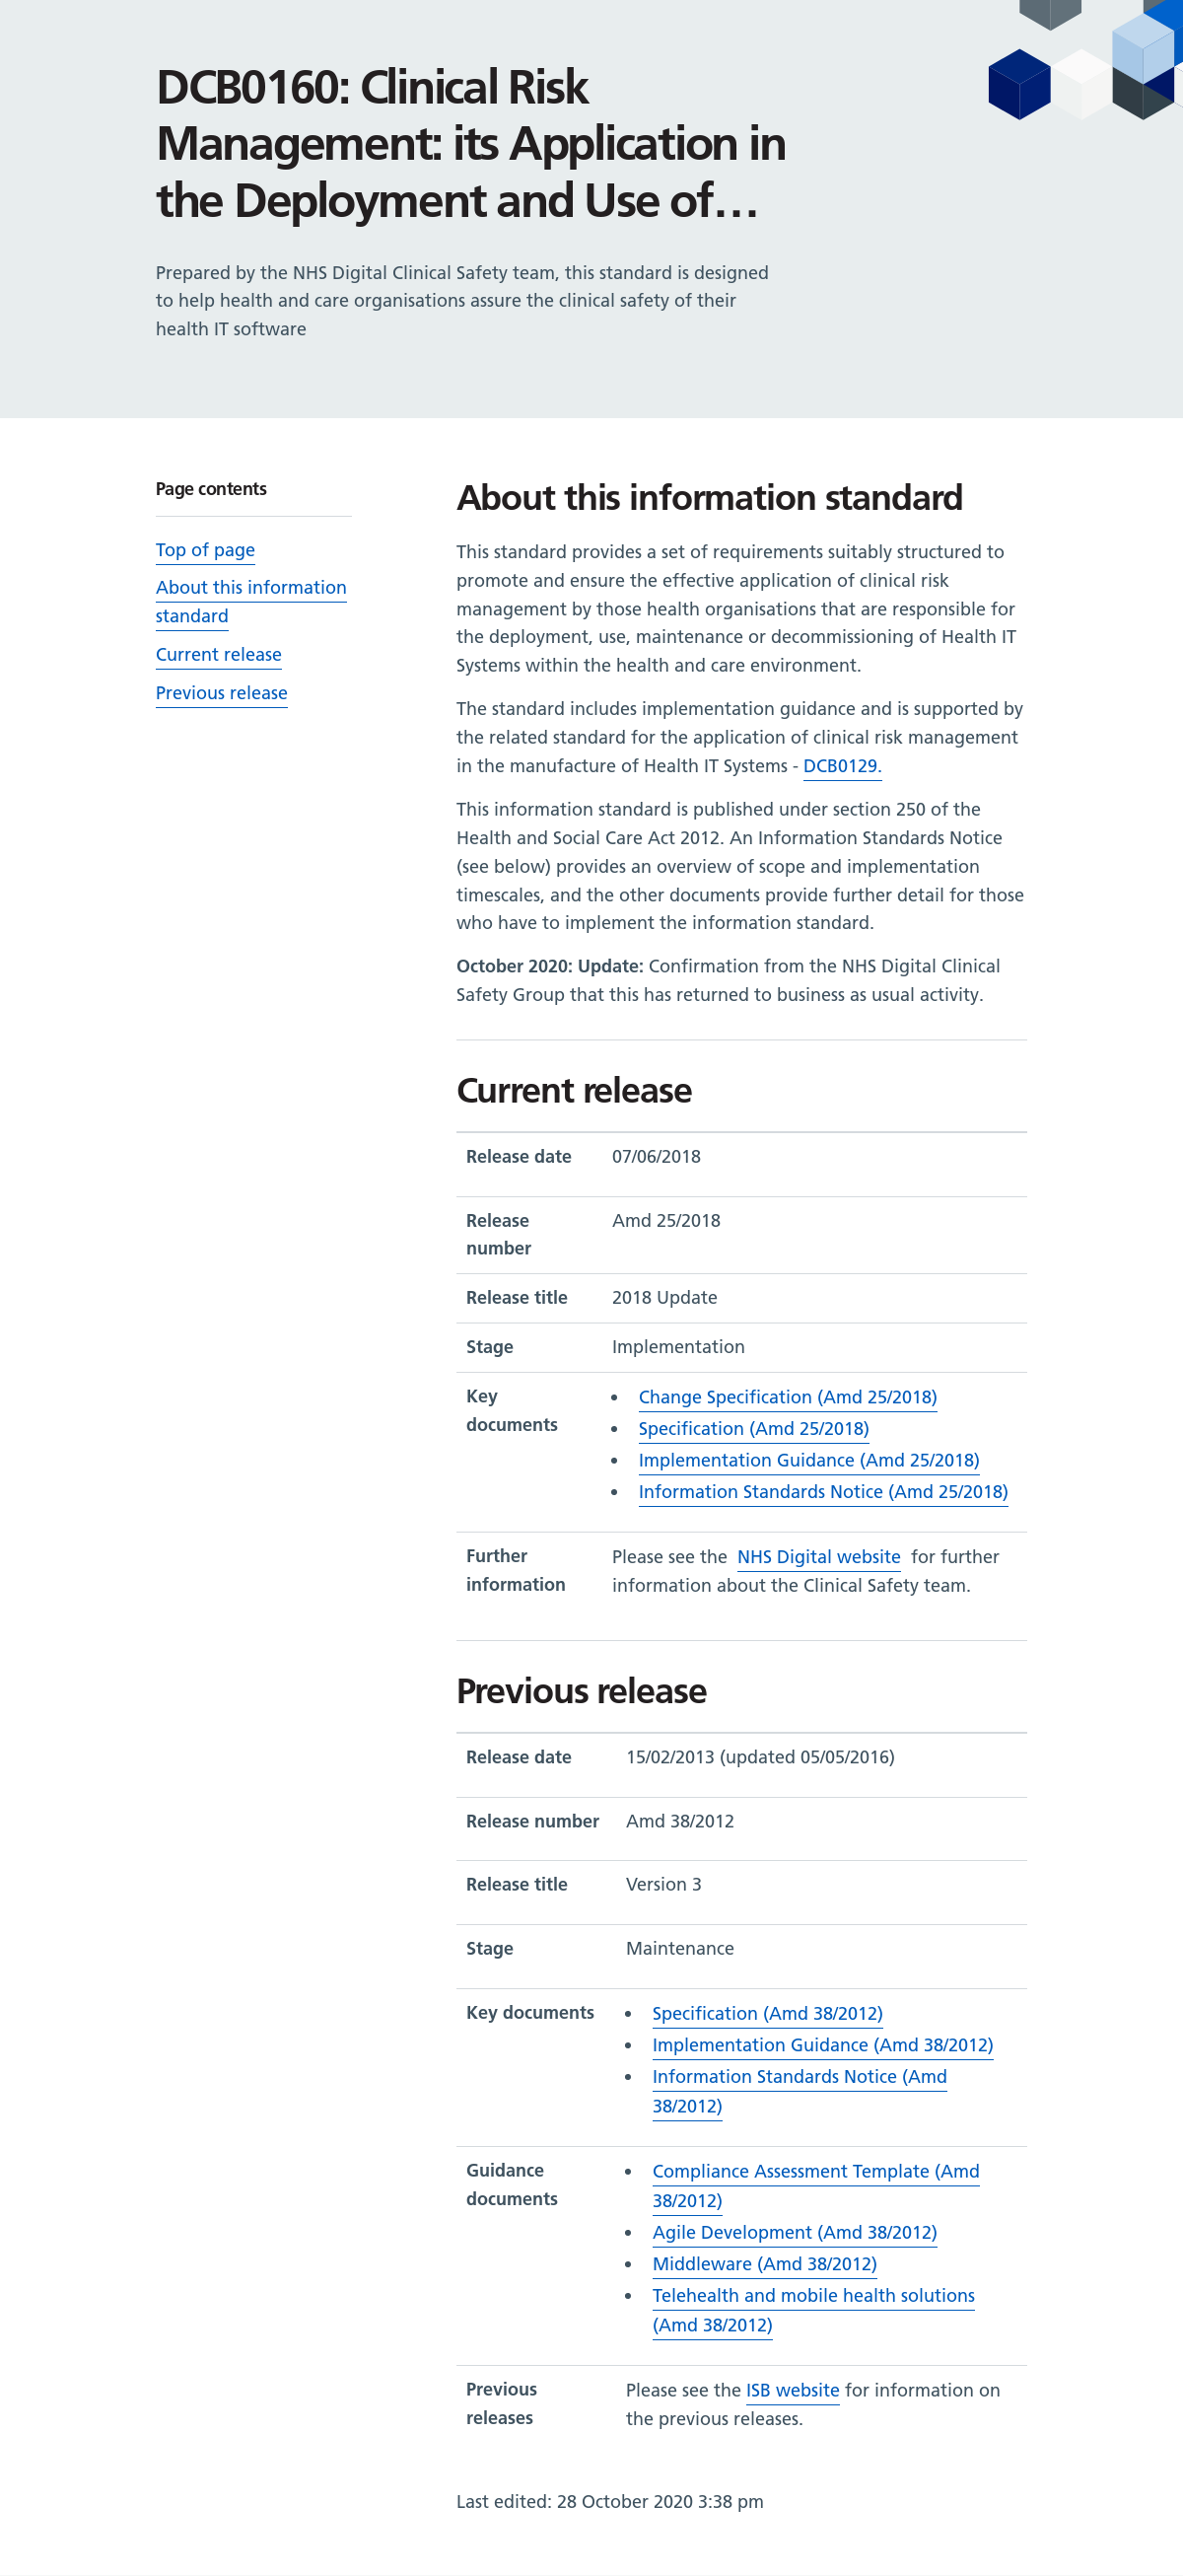 DCB0160: Clinical Risk
Management: its Application in
the Deployment and Use of…
Prepared by the NHS Digital Clinical Safety team, this standard is designed
to help health and care organisations assure the clinical safety of their
health IT software
Page contents
Top of page
About this information
standard
Current release
Previous release
About this information standard
This standard provides a set of requirements suitably structured to
promote and ensure the effective application of clinical risk
management by those health organisations that are responsible for
the deployment, use, maintenance or decommissioning of Health IT
Systems within the health and care environment.
The standard includes implementation guidance and is supported by
the related standard for the application of clinical risk management
in the manufacture of Health IT Systems - DCB0129.
This information standard is published under section 250 of the
Health and Social Care Act 2012. An Information Standards Notice
(see below) provides an overview of scope and implementation
timescales, and the other documents provide further detail for those
who have to implement the information standard.
October 2020: Update: Confirmation from the NHS Digital Clinical
Safety Group that this has returned to business as usual activity.
Current release
Release date 07/06/2018
Release Amd 25/2018
number
Release title 2018 Update
Stage Implementation
Key
documents
• Change Specification (Amd 25/2018)
• Specification (Amd 25/2018)
• Implementation Guidance (Amd 25/2018)
• Information Standards Notice (Amd 25/2018)
Further
information
Please see the NHS Digital website for further
information about the Clinical Safety team.
Previous release
Release date 15/02/2013 (updated 05/05/2016)
Release number Amd 38/2012
Release title Version 3
Stage Maintenance
Key documents
• Specification (Amd 38/2012)
• Implementation Guidance (Amd 38/2012)
• Information Standards Notice (Amd
38/2012)
Guidance
documents
• Compliance Assessment Template (Amd
38/2012)
• Agile Development (Amd 38/2012)
• Middleware (Amd 38/2012)
• Telehealth and mobile health solutions
(Amd 38/2012)
Previous
releases
Please see the ISB website for information on
the previous releases.
Last edited: 28 October 2020 3:38 pm